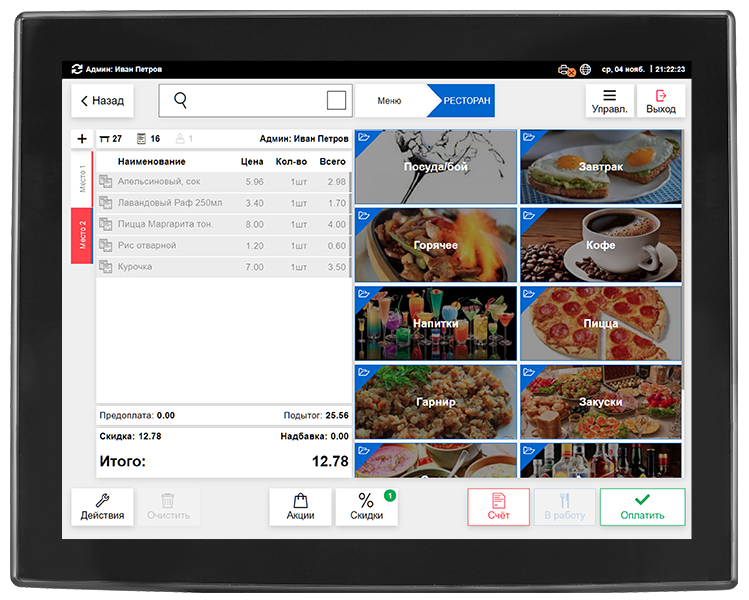 Админ: Иван Петров
ср, 04 нояб. | 21:22:23
Назад
Меню
РЕСТОРАН
Управл.
Выход
+ 27 16 1 Админ: Иван Петров
Место 1
Место 2
Наименование Цена Кол-во Всего
Апельсиновый, сок 5.96 1шт 2.98
Лавандовый Раф 250мл 3.40 1шт 1.70
Пицца Маргарита тон. 8.00 1шт 4.00
Рис отварной 1.20 1шт 0.60
Курочка 7.00 1шт 3.50
Предоплата: 0.00 Подытог: 25.56
Скидка: 12.78 Надбавка: 0.00
Итого: 12.78
Посуда/бой
Завтрак
Горячее
Кофе
Напитки
Пицца
Гарнир
Закуски
Действия
Очистить
Акции
% 1
Скидки
Счёт
В работу
Оплатить